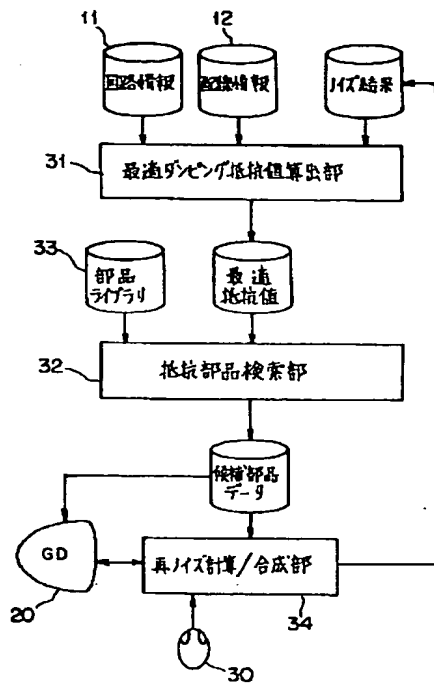 11
12
回路情報
配線情報
ノイズ結果
31
最適ダンピング抵抗値算出部
33
部品
ライブラリ
最適
抵抗値
32
抵抗部品検索部
候補部品
データ
GD
20
再ノイズ計算/合成部
34
30